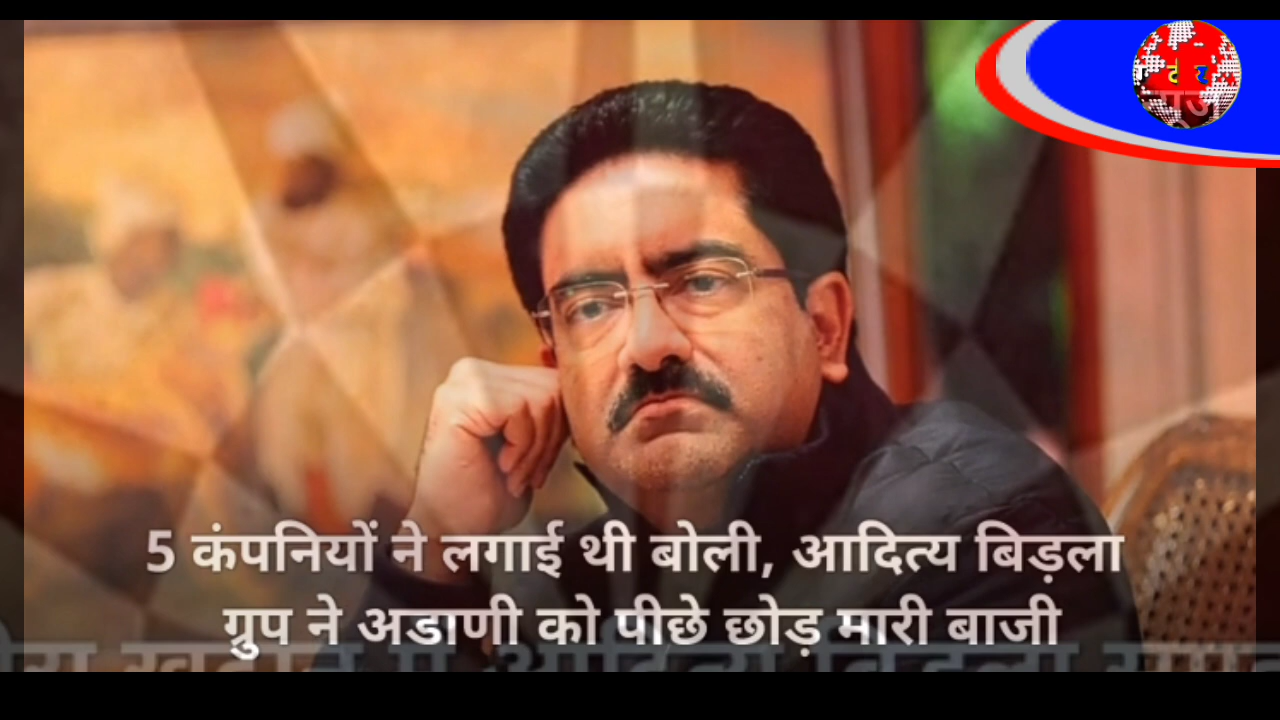 5 कंपनियों ने लगाई थी बोली, आदित्य बिड़ला
ग्रुप ने अडाणी को पीछे छोड़ मारी बाजी